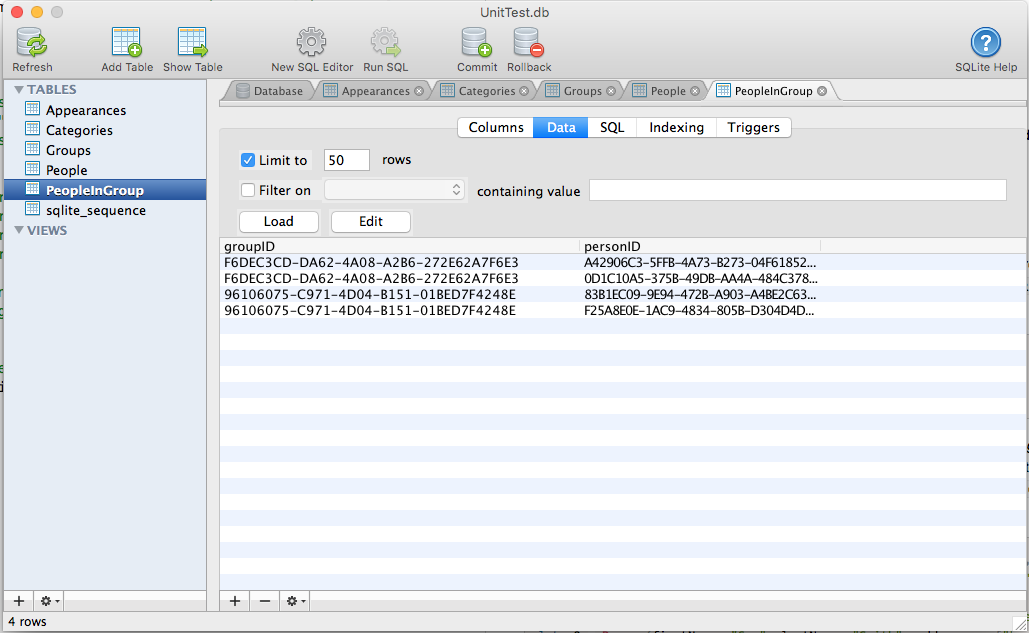 UnitTest.db
Refresh Add Table Show Table New SQL Editor Run SQL Commit Rollback SQLite Help
TABLES
Appearances
Categories
Groups
People
PeopleInGroup
sqlite_sequence
VIEWS
Database Appearances Categories Groups People PeopleInGroup
Columns Data SQL Indexing Triggers
Limit to 50 rows
Filter on containing value
Load Edit
groupID personID
F6DEC3CD-DA62-4A08-A2B6-272E62A7F6E3 A42906C3-5FFB-4A73-B273-04F61852...
F6DEC3CD-DA62-4A08-A2B6-272E62A7F6E3 0D1C10A5-375B-49DB-AA4A-484C378...
96106075-C971-4D04-B151-01BED7F4248E 83B1EC09-9E94-472B-A903-A4BE2C63...
96106075-C971-4D04-B151-01BED7F4248E F25A8E0E-1AC9-4834-805B-D304D4D...
4 rows